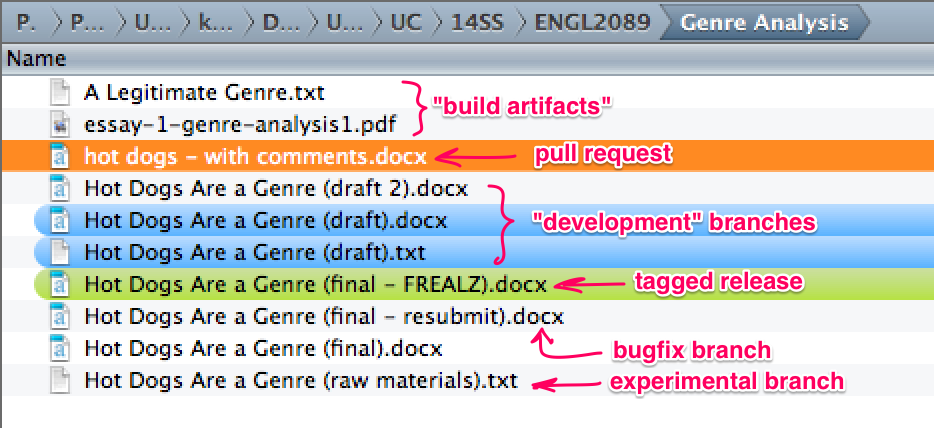 P. P... U... k... D... U... UC 14SS ENGL2089 Genre Analysis
Name
A Legitimate Genre.txt
essay-1-genre-analysis1.pdf
"build artifacts"
hot dogs - with comments.docx
pull request
Hot Dogs Are a Genre (draft 2).docx
Hot Dogs Are a Genre (draft).docx
Hot Dogs Are a Genre (draft).txt
"development" branches
Hot Dogs Are a Genre (final - FREALZ).docx
tagged release
Hot Dogs Are a Genre (final - resubmit).docx
bugfix branch
Hot Dogs Are a Genre (final).docx
Hot Dogs Are a Genre (raw materials).txt
experimental branch